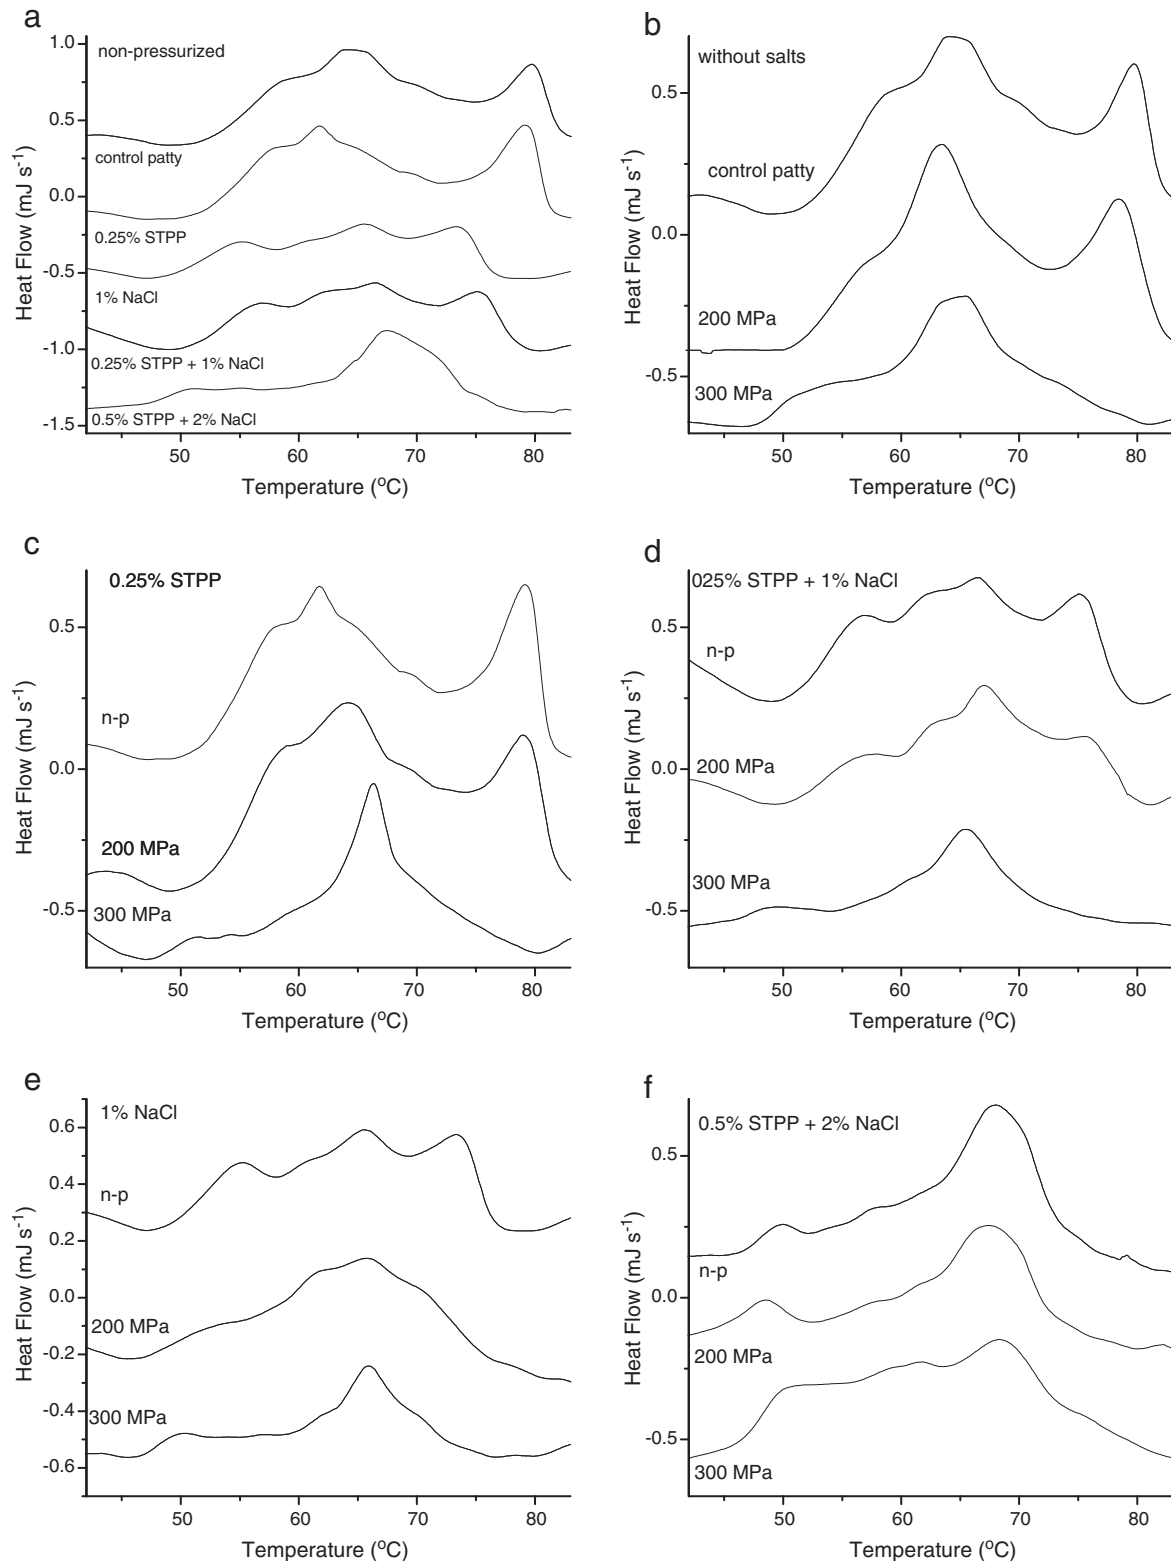 a
non-pressurized
control patty
0.25% STPP
1% NaCl
0.25% STPP + 1% NaCl
0.5% STPP + 2% NaCl
1.0
0.5
0.0
-0.5
-1.0
-1.5
Heat Flow (mJ s-1)
50 60 70 80
Temperature (oC)
b
without salts
control patty
200 MPa
300 MPa
0.5
0.0
-0.5
Heat Flow (mJ s-1)
50 60 70 80
Temperature (oC)
c
0.25% STPP
n-p
200 MPa
300 MPa
0.5
0.0
-0.5
Heat Flow (mJ s-1)
50 60 70 80
Temperature (oC)
d
025% STPP + 1% NaCl
n-p
200 MPa
300 MPa
0.5
0.0
-0.5
Heat Flow (mJ s-1)
50 60 70 80
Temperature (oC)
e
1% NaCl
n-p
200 MPa
300 MPa
0.6
0.4
0.2
0.0
-0.2
-0.4
-0.6
Heat Flow (mJ s-1)
50 60 70 80
Temperature (oC)
f
0.5% STPP + 2% NaCl
n-p
200 MPa
300 MPa
0.5
0.0
-0.5
Heat Flow (mJ s-1)
50 60 70 80
Temperature (oC)